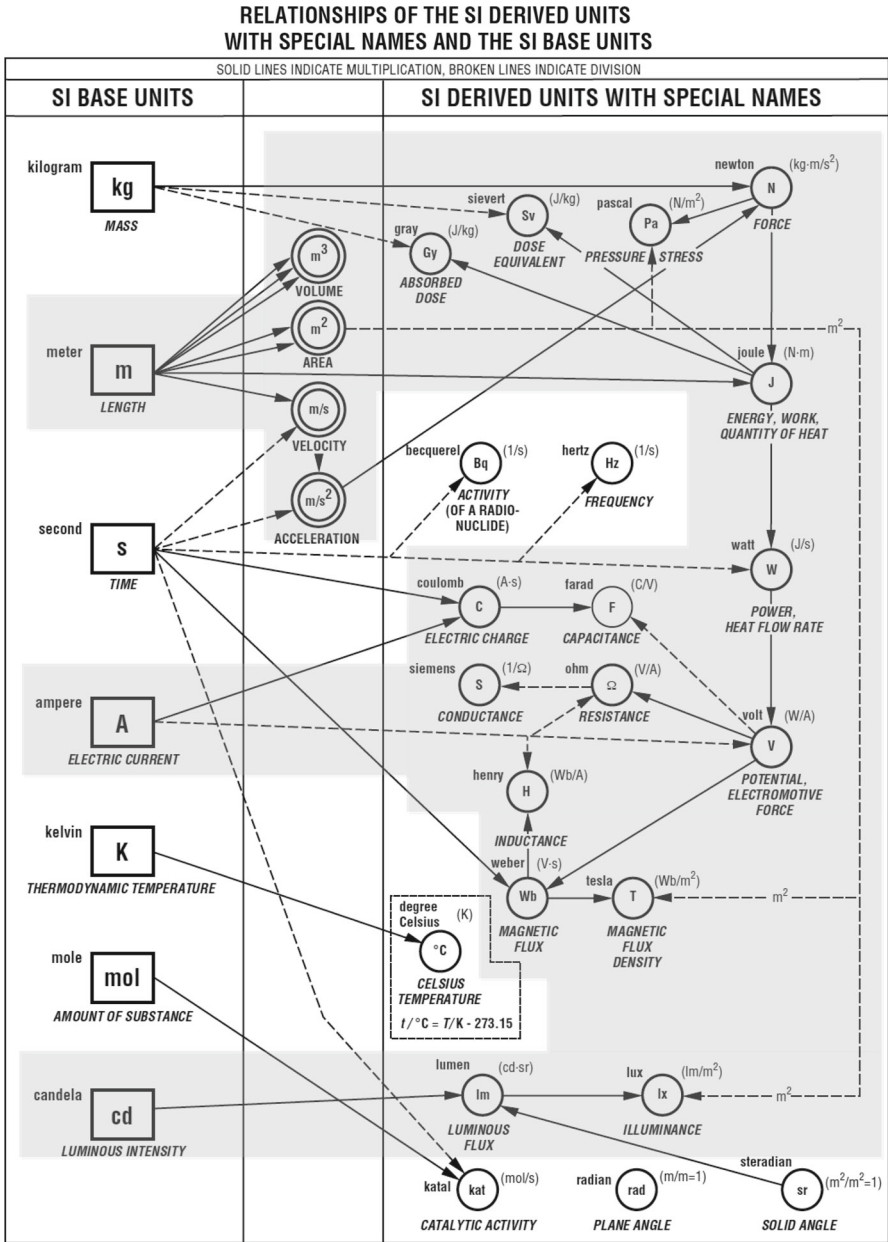 RELATIONSHIPS OF THE SI DERIVED UNITS
WITH SPECIAL NAMES AND THE SI BASE UNITS
SOLID LINES INDICATE MULTIPLICATION, BROKEN LINES INDICATE DIVISION
SI BASE UNITS
SI DERIVED UNITS WITH SPECIAL NAMES
kilogram
kg
MASS
newton
N
(kg·m/s²)
FORCE
sievert
Sv
(J/kg)
DOSE
EQUIVALENT
pascal
Pa
(N/m²)
PRESSURE STRESS
gray
Gy
(J/kg)
ABSORBED
DOSE
m³
VOLUME
meter
m
LENGTH
m²
AREA
m²
joule
J
(N·m)
ENERGY, WORK,
QUANTITY OF HEAT
m/s
VELOCITY
becquerel
Bq
(1/s)
ACTIVITY
(OF A RADIO-
NUCLIDE)
hertz
Hz
(1/s)
FREQUENCY
m/s²
ACCELERATION
second
s
TIME
watt
W
(J/s)
POWER,
HEAT FLOW RATE
coulomb
C
(A·s)
ELECTRIC CHARGE
farad
F
(C/V)
CAPACITANCE
siemens
S
(1/Ω)
CONDUCTANCE
ohm
Ω
(V/A)
RESISTANCE
ampere
A
ELECTRIC CURRENT
volt
V
(W/A)
POTENTIAL,
ELECTROMOTIVE
FORCE
henry
H
(Wb/A)
INDUCTANCE
kelvin
K
THERMODYNAMIC TEMPERATURE
weber
Wb
(V·s)
MAGNETIC
FLUX
tesla
T
(Wb/m²)
MAGNETIC
FLUX
DENSITY
m²
degree
Celsius
(K)
°C
CELSIUS
TEMPERATURE
t/°C = T/K - 273.15
mole
mol
AMOUNT OF SUBSTANCE
candela
cd
LUMINOUS INTENSITY
lumen
lm
(cd·sr)
LUMINOUS
FLUX
lux
lx
(lm/m²)
ILLUMINANCE
m²
katal
kat
(mol/s)
CATALYTIC ACTIVITY
radian
rad
(m/m=1)
PLANE ANGLE
steradian
sr
(m²/m²=1)
SOLID ANGLE